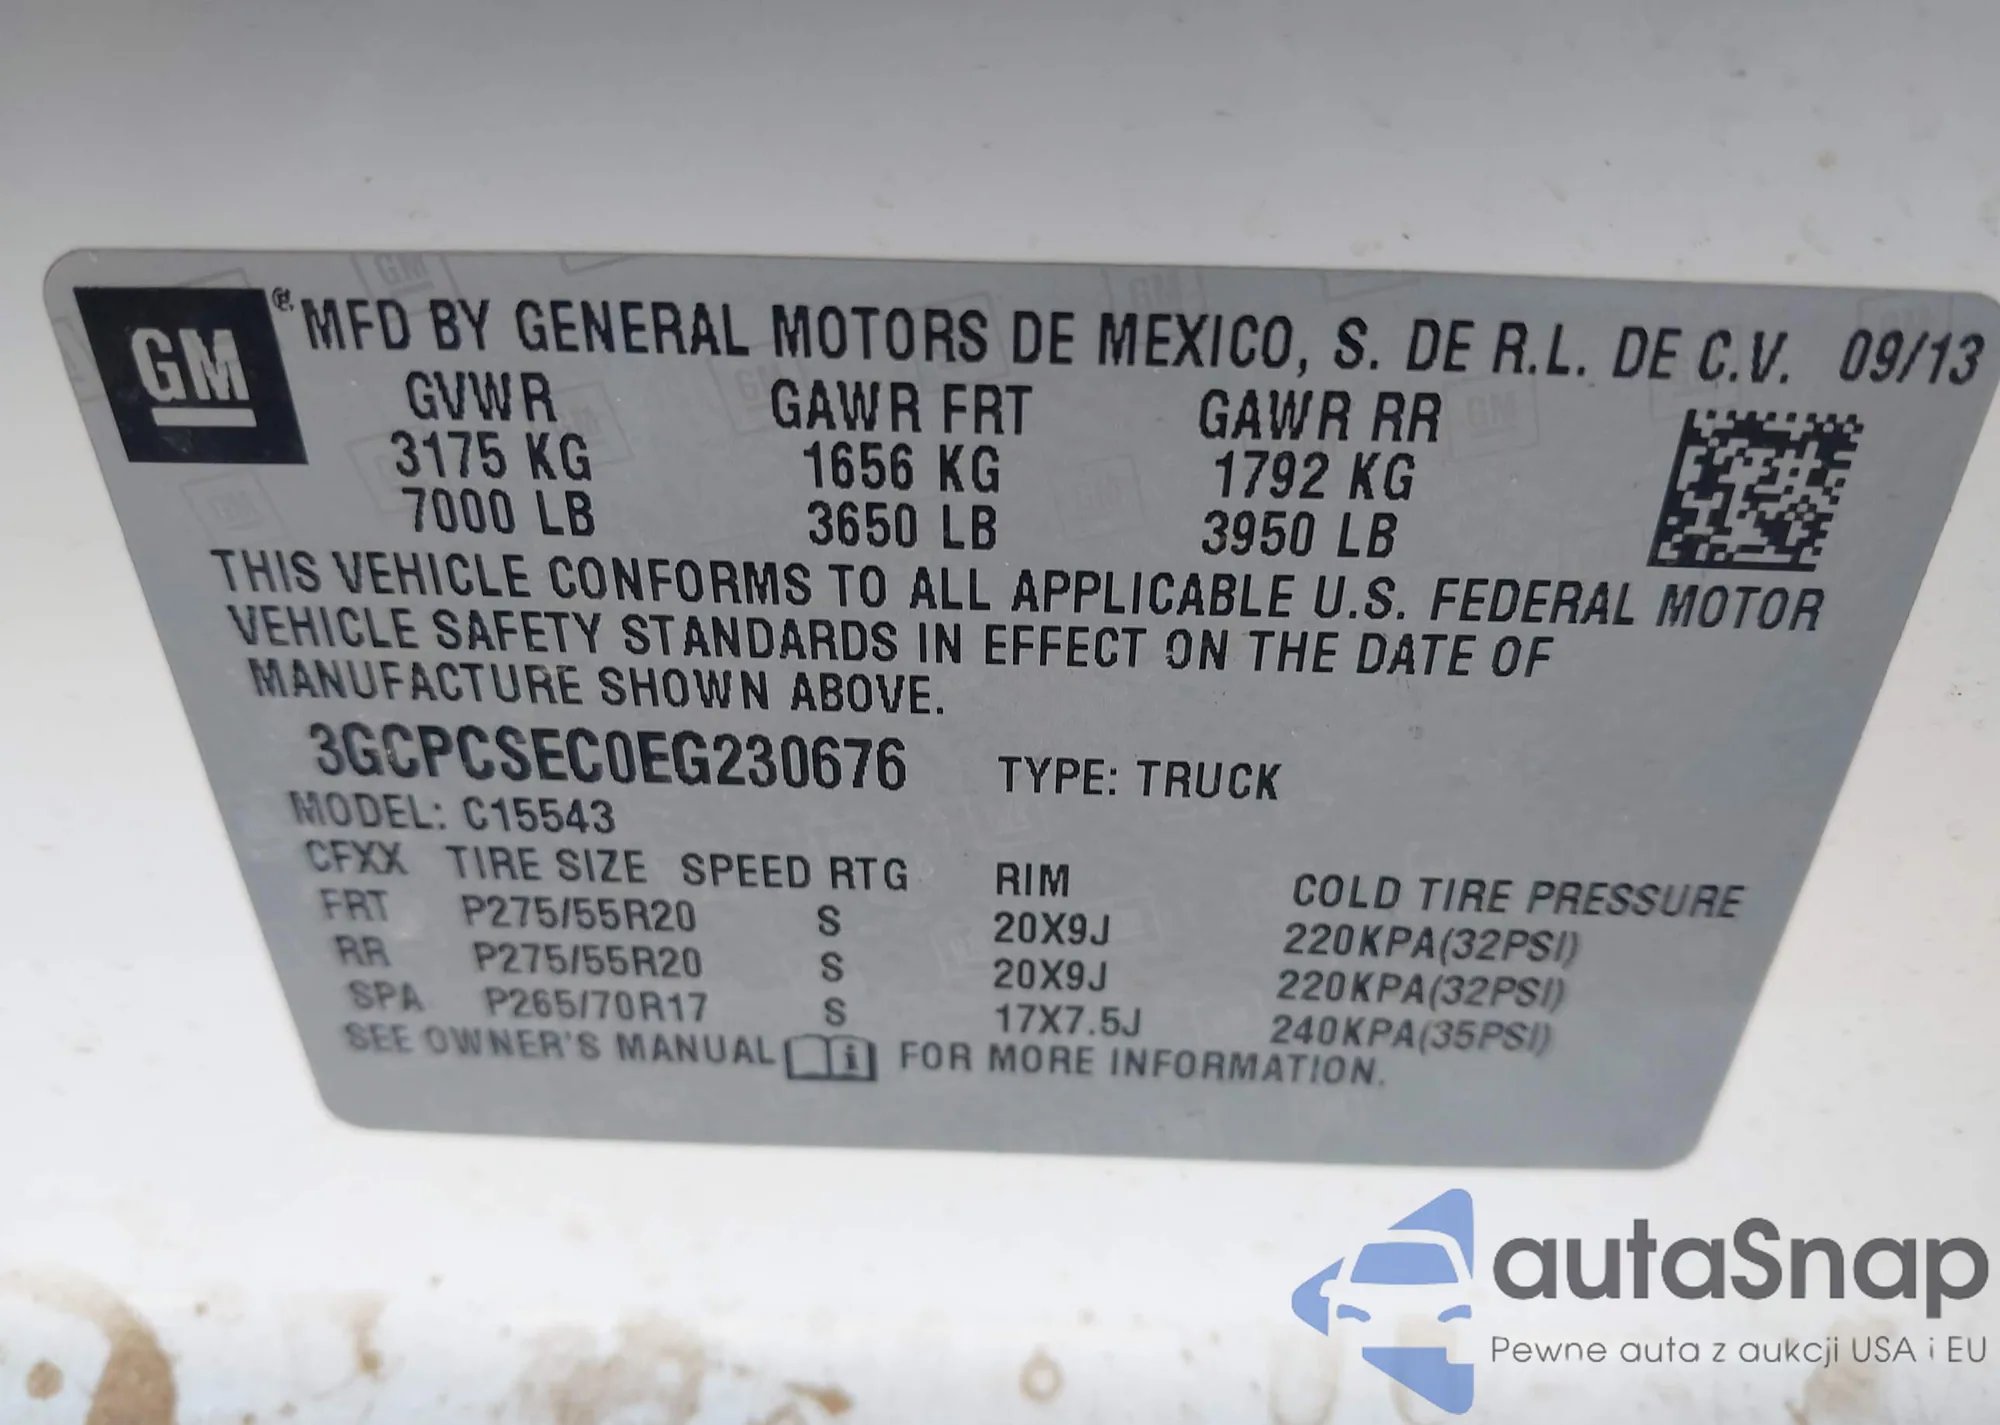 GM® MFD BY GENERAL MOTORS DE MEXICO, S. DE R.L. DE C.V. 09/13
GVWR GAWR FRT GAWR RR
3175 KG 1656 KG 1792 KG
7000 LB 3650 LB 3950 LB
THIS VEHICLE CONFORMS TO ALL APPLICABLE U.S. FEDERAL MOTOR
VEHICLE SAFETY STANDARDS IN EFFECT ON THE DATE OF
MANUFACTURE SHOWN ABOVE.
3GCPCSEC0EG230676 TYPE: TRUCK
MODEL: C15543
CFXX TIRE SIZE SPEED RTG RIM COLD TIRE PRESSURE
FRT P275/55R20 S 20X9J 220KPA(32PSI)
RR P275/55R20 S 20X9J 220KPA(32PSI)
SPA P265/70R17 S 17X7.5J 240KPA(35PSI)
SEE OWNER'S MANUAL i FOR MORE INFORMATION.
autaSnap
Pewne auta z aukcji USA i EU